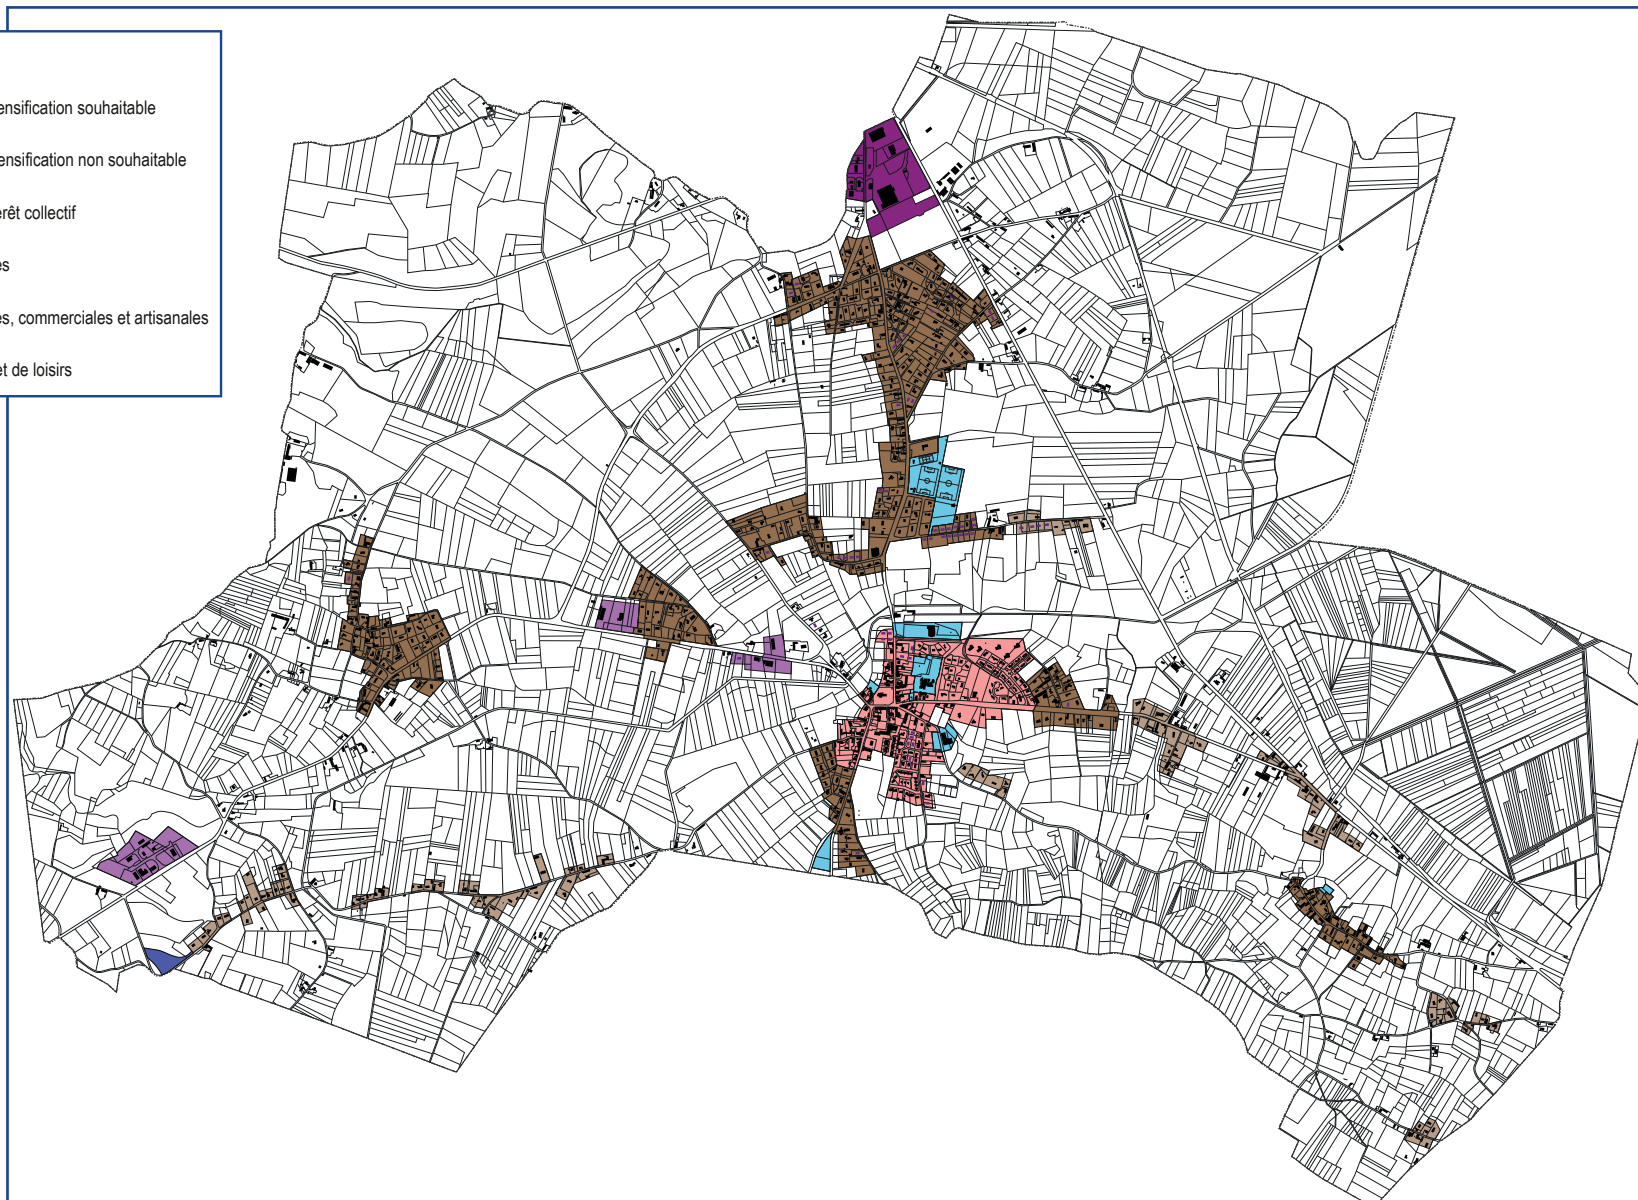 ensification souhaitable
ensification non souhaitable
érêt collectif
es
es, commerciales et artisanales
et de loisirs